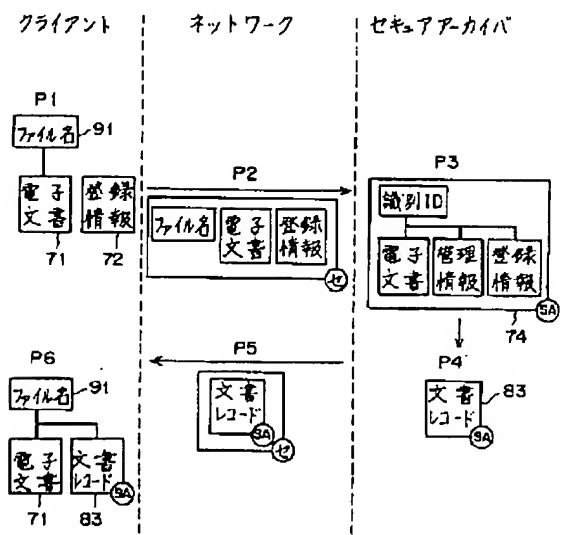 クライアント
ネットワーク
セキュアアーカイバ
P1
ファイル名
91
電子
文書
71
登録
情報
72
P2
ファイル名
電子
文書
登録
情報
セ
P3
識別ID
電子
文書
管理
情報
登録
情報
SA
74
P4
文書
レコード
83
SA
P5
文書
レコード
SA
セ
P6
ファイル名
91
電子
文書
71
文書
レコード
SA
83